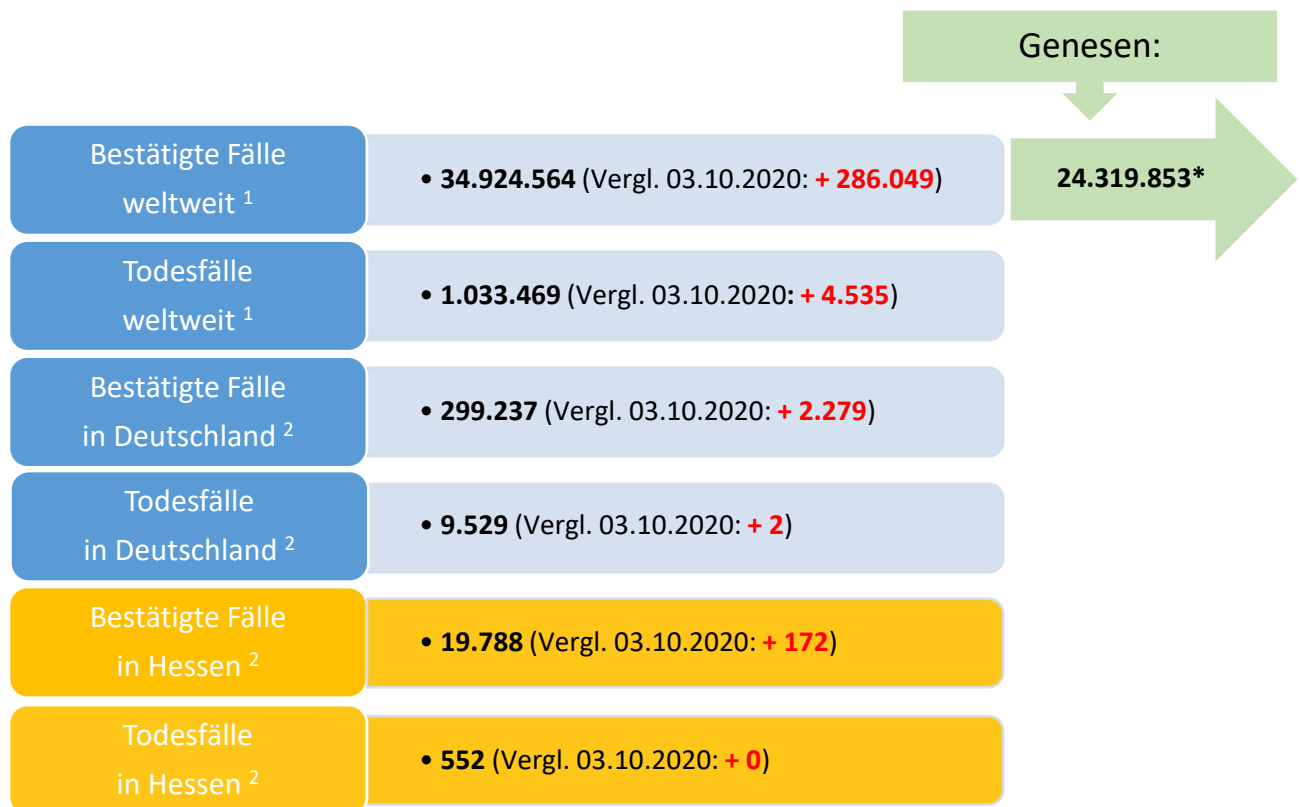 Genesen:
Bestätigte Fälle
weltweit ¹
• 34.924.564 (Vergl. 03.10.2020: + 286.049)
24.319.853*
Todesfälle
weltweit ¹
• 1.033.469 (Vergl. 03.10.2020: + 4.535)
Bestätigte Fälle
in Deutschland ²
• 299.237 (Vergl. 03.10.2020: + 2.279)
Todesfälle
in Deutschland ²
• 9.529 (Vergl. 03.10.2020: + 2)
Bestätigte Fälle
in Hessen ²
• 19.788 (Vergl. 03.10.2020: + 172)
Todesfälle
in Hessen ²
• 552 (Vergl. 03.10.2020: + 0)